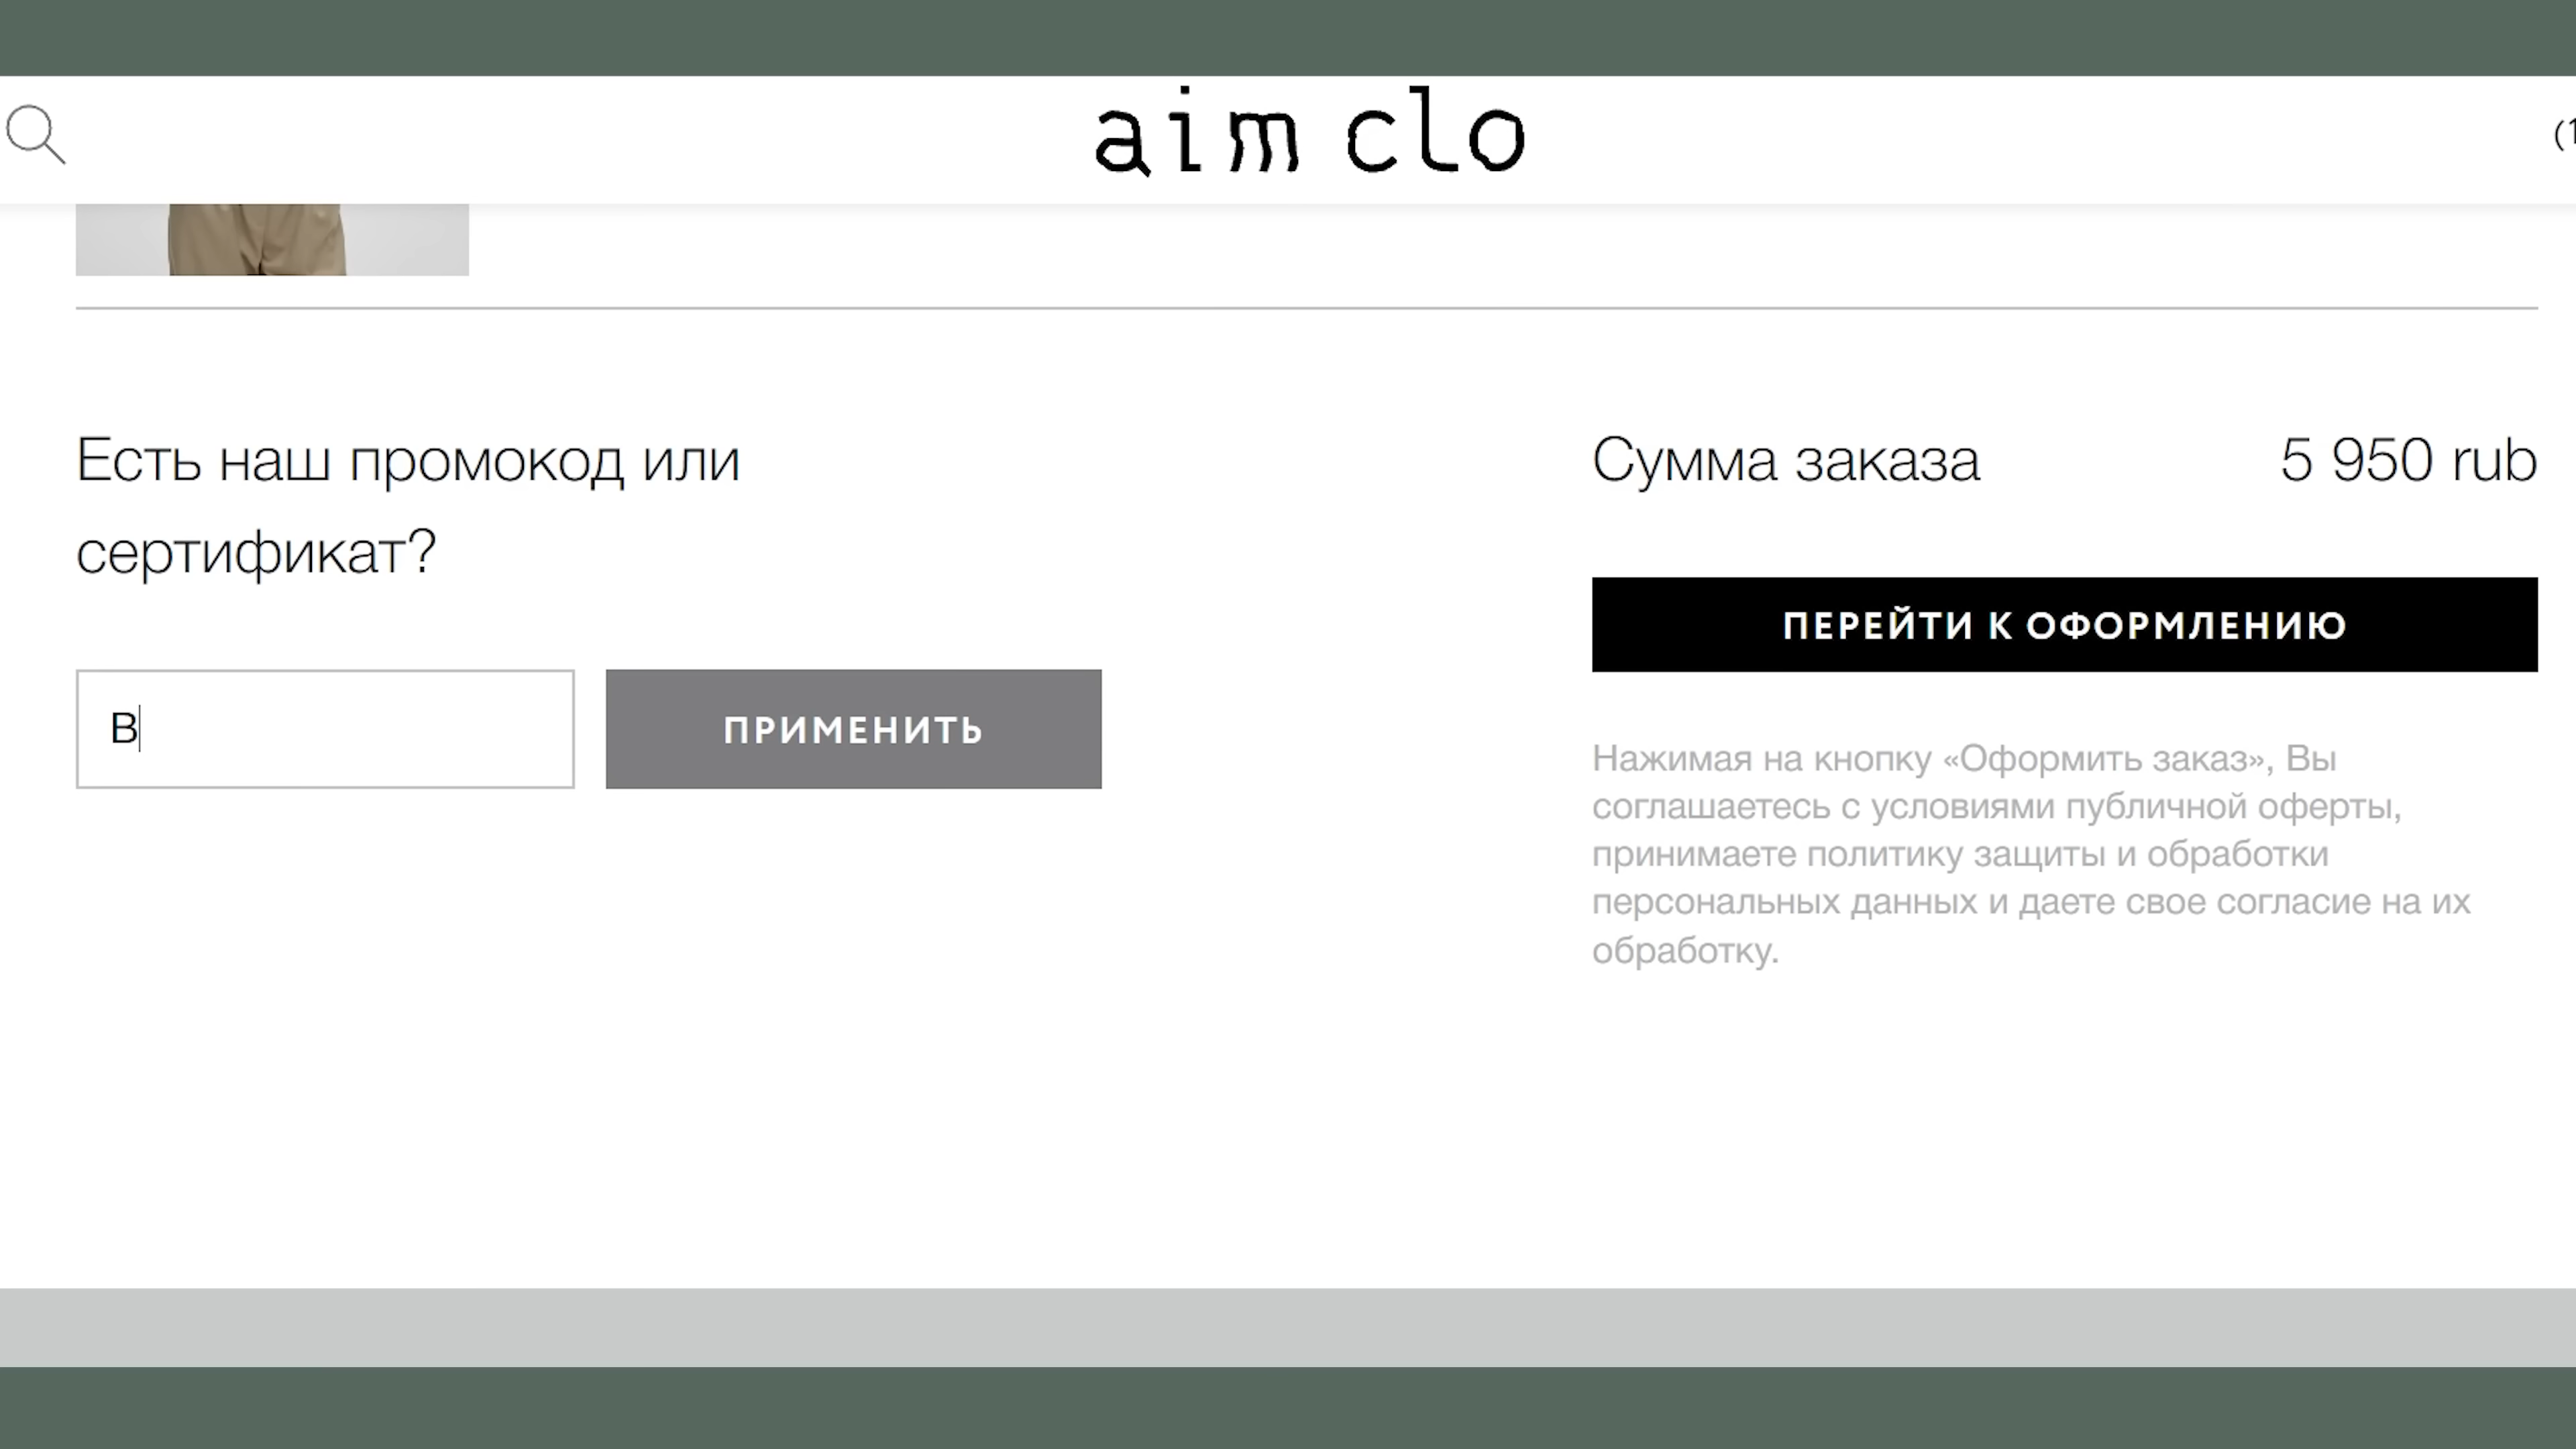 aim clo
(1
Есть наш промокод или
сертификат?
В
ПРИМЕНИТЬ
Сумма заказа 5 950 rub
ПЕРЕЙТИ К ОФОРМЛЕНИЮ
Нажимая на кнопку «Оформить заказ», Вы
соглашаетесь с условиями публичной оферты,
принимаете политику защиты и обработки
персональных данных и даете свое согласие на их
обработку.